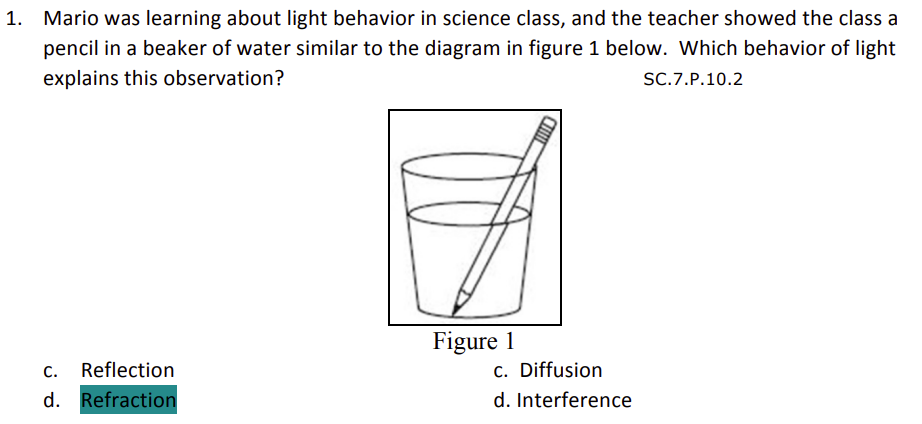 1. Mario was learning about light behavior in science class, and the teacher showed the class a
pencil in a beaker of water similar to the diagram in figure 1 below. Which behavior of light
explains this observation? SC.7.P.10.2
Figure 1
c. Reflection c. Diffusion
d. Refraction d. Interference